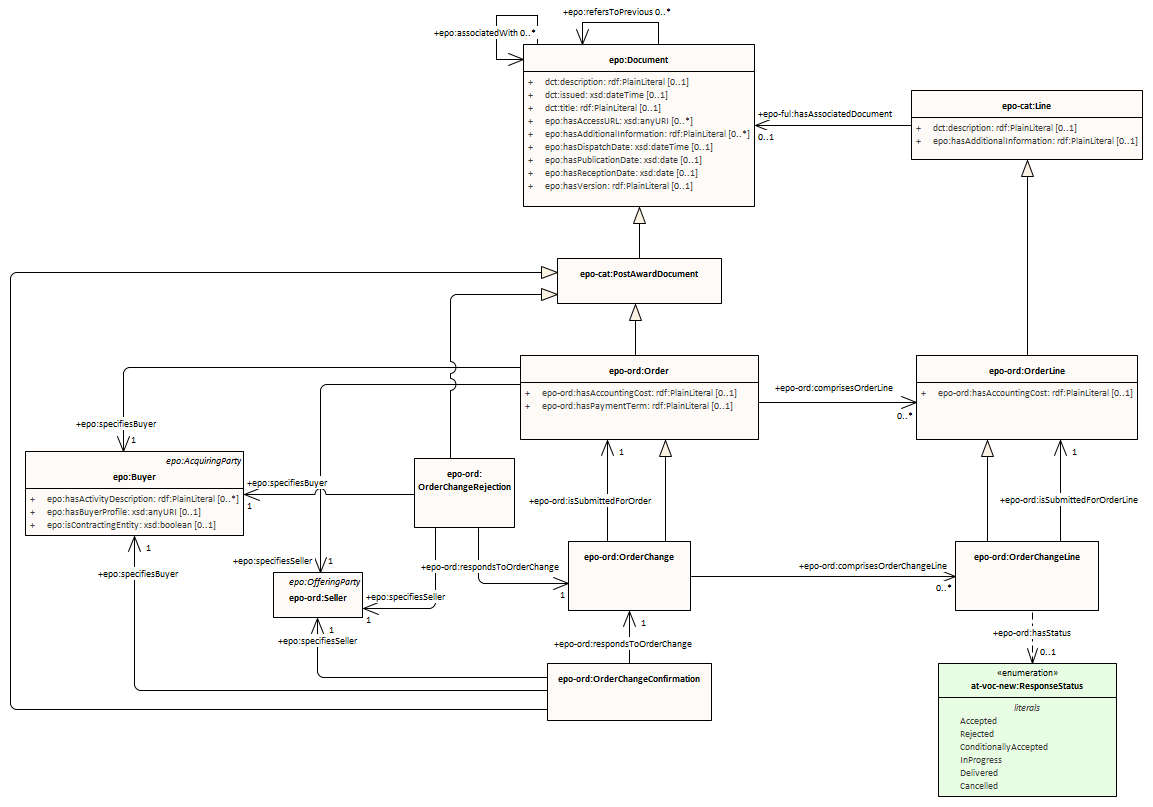 +epo:refersToPrevious 0..*
+epo:associatedWith 0..*
epo:Document
+ dct:description: rdf:PlainLiteral [0..1]
+ dct:issued: xsd:dateTime [0..1]
+ dct:title: rdf:PlainLiteral [0..1]
+ epo:hasAccessURL: xsd:anyURI [0..*]
+ epo:hasAdditionalInformation: rdf:PlainLiteral [0..*]
+ epo:hasDispatchDate: xsd:dateTime [0..1]
+ epo:hasPublicationDate: xsd:date [0..1]
+ epo:hasReceptionDate: xsd:date [0..1]
+ epo:hasVersion: rdf:PlainLiteral [0..1]
+epo-ful:hasAssociatedDocument
0..1
epo-cat:Line
+ dct:description: rdf:PlainLiteral [0..1]
+ epo:hasAdditionalInformation: rdf:PlainLiteral [0..1]
epo-cat:PostAwardDocument
epo-ord:Order
+ epo-ord:hasAccountingCost: rdf:PlainLiteral [0..1]
+ epo-ord:hasPaymentTerm: rdf:PlainLiteral [0..1]
+epo-ord:comprisesOrderLine
0..*
epo-ord:OrderLine
+ epo-ord:hasAccountingCost: rdf:PlainLiteral [0..1]
+epo:specifiesBuyer
1
epo:AcquiringParty
epo:Buyer
+ epo:hasActivityDescription: rdf:PlainLiteral [0..*]
+ epo:hasBuyerProfile: xsd:anyURI [0..1]
+ epo:isContractingEntity: xsd:boolean [0..1]
+epo:specifiesBuyer
1
epo-ord:
OrderChangeRejection
1
+epo-ord:isSubmittedForOrder
1
+epo-ord:isSubmittedForOrderLine
1
+epo:specifiesBuyer
+epo:specifiesSeller
1
epo:OfferingParty
epo-ord:Seller
+epo:specifiesSeller
1
+epo-ord:respondsToOrderChange
1
epo-ord:OrderChange
+epo-ord:comprisesOrderChangeLine
0..*
epo-ord:OrderChangeLine
1
+epo:specifiesSeller
1
+epo-ord:respondsToOrderChange
epo-ord:OrderChangeConfirmation
+epo-ord:hasStatus
0..1
«enumeration»
at-voc-new:ResponseStatus
literals
Accepted
Rejected
ConditionallyAccepted
InProgress
Delivered
Cancelled